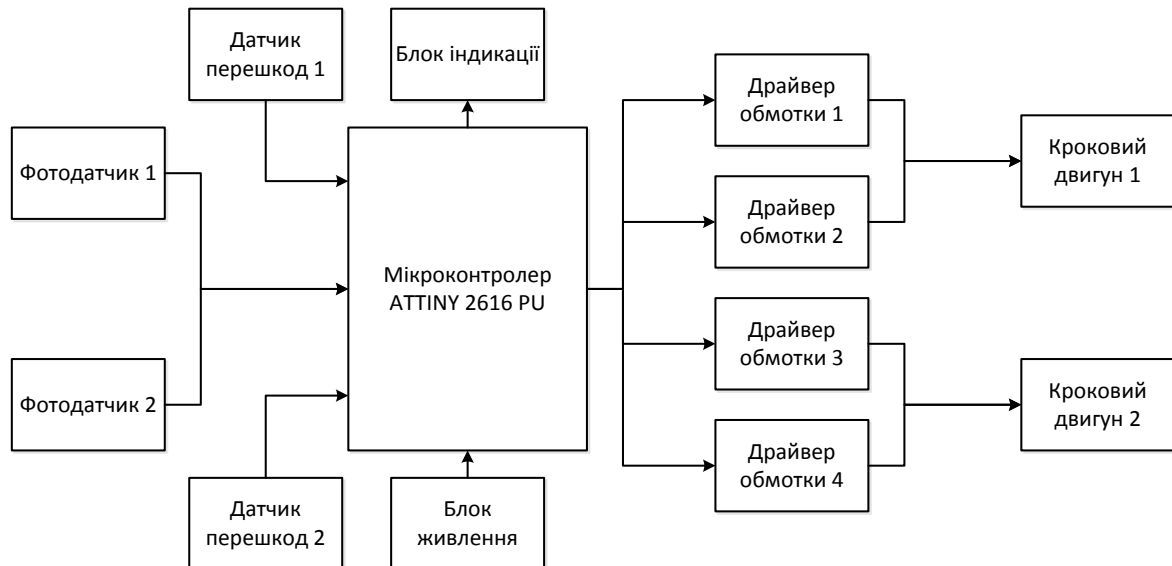 Датчик
перешкод 1
Блок індикації
Драйвер
обмотки 1
Фотодатчик 1
Кроковий
двигун 1
Драйвер
обмотки 2
Мікроконтролер
ATTINY 2616 PU
Драйвер
обмотки 3
Фотодатчик 2
Кроковий
двигун 2
Драйвер
обмотки 4
Датчик
перешкод 2
Блок
живлення